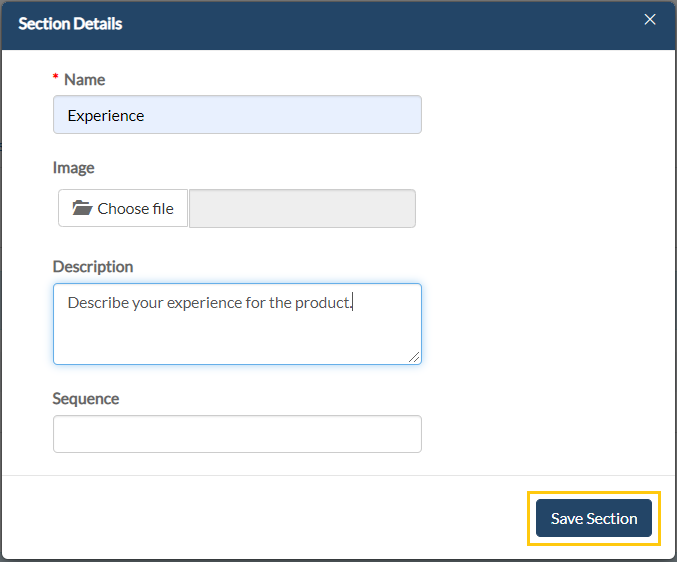 Section Details
* Name
Experience
Image
Choose file
Description
Describe your experience for the product.
Sequence
Save Section